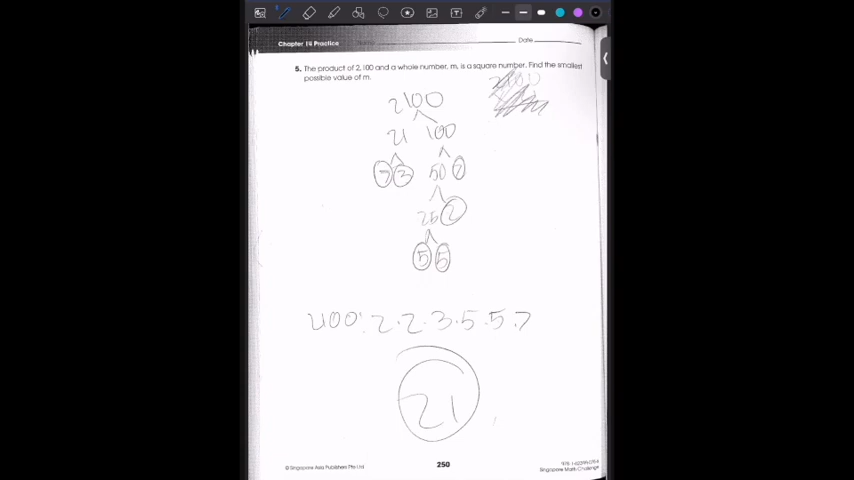 Chapter 14 Practice
Date
5. The product of 2,100 and a whole number, m, is a square number. Find the smallest
possible value of m.
2100
21 100
7 3 50 2
25 2
5 5
2100: 2·2·3·5·5·7
21
© Singapore Asia Publishers Pte Ltd
250
Singapore Math Challenge